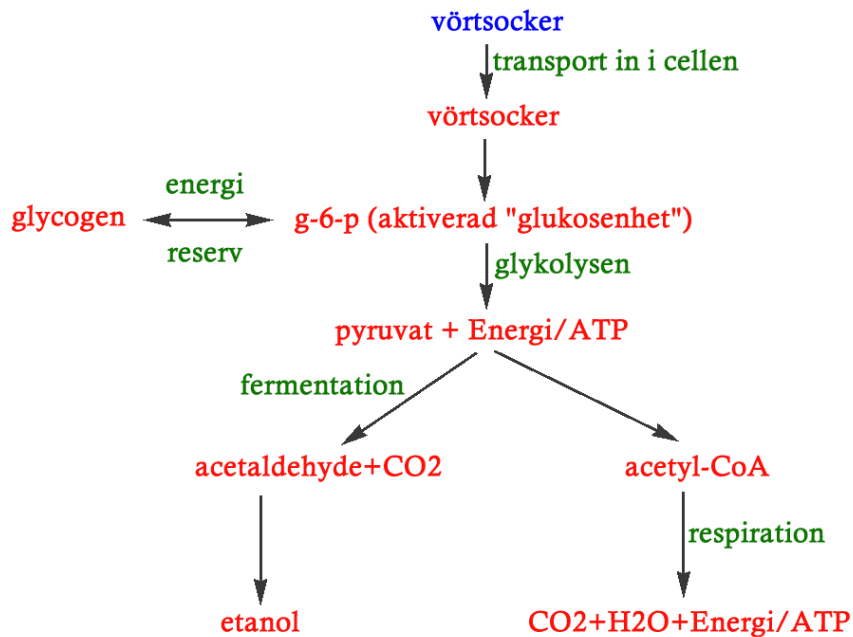 vörtsocker
transport in i cellen
vörtsocker
energi
glycogen
g-6-p (aktiverad "glukosenhet")
reserv
glykolysen
pyruvat + Energi/ATP
fermentation
acetaldehyde+CO2
acetyl-CoA
respiration
etanol
CO2+H2O+Energi/ATP